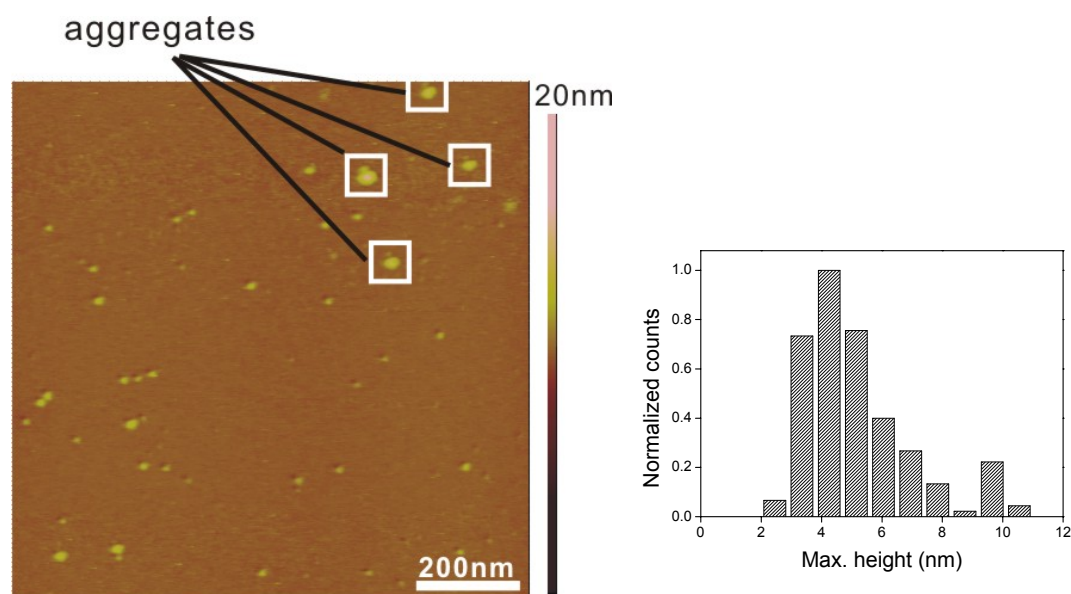 aggregates
20nm
200nm
Normalized counts
1.0
0.8
0.6
0.4
0.2
0.0
0 2 4 6 8 10 12
Max. height (nm)